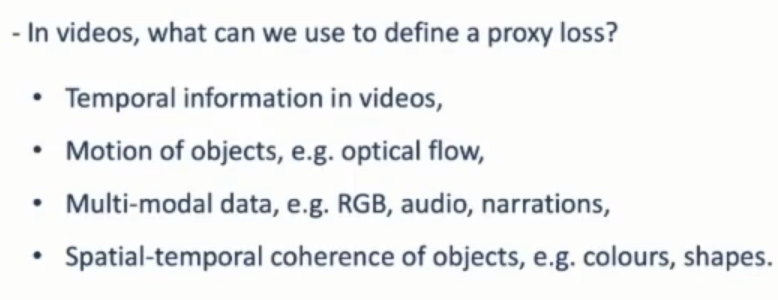 - In videos, what can we use to define a proxy loss?
• Temporal information in videos,
• Motion of objects, e.g. optical flow,
• Multi-modal data, e.g. RGB, audio, narrations,
• Spatial-temporal coherence of objects, e.g. colours, shapes.